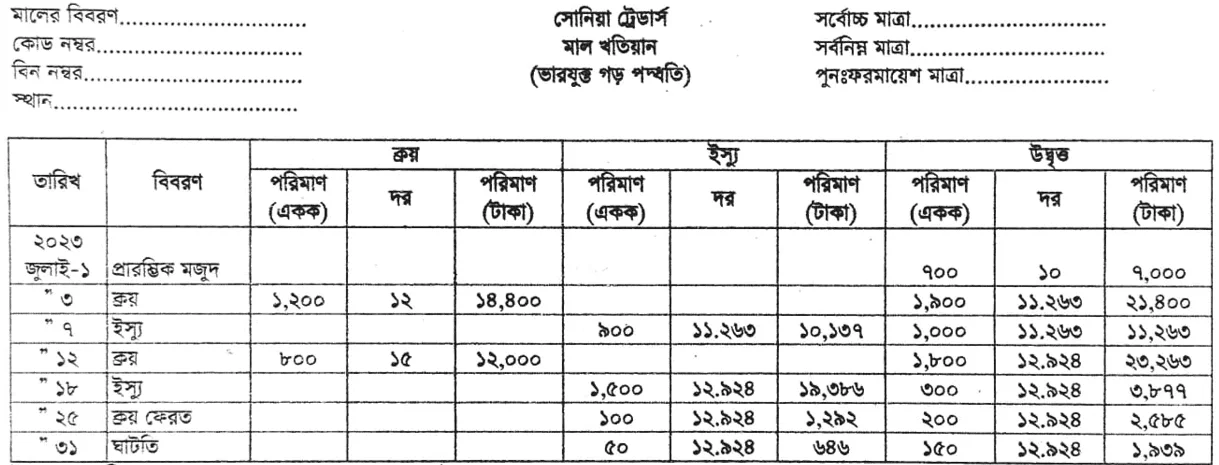 মালের বিবরণ.............................. সোনিয়া ট্রেডার্স সর্বোচ্চ মাত্রা..............................
কোড নম্বর.................................. মাল খতিয়ান সর্বনিম্ন মাত্রা..............................
বিন নম্বর.................................... (ভারযুক্ত গড় পদ্ধতি) পুনঃফরমায়েশ মাত্রা......................
স্থান........................................
তারিখ বিবরণ ক্রয় ইস্যু উদ্বৃত্ত
পরিমাণ (একক) দর পরিমাণ (টাকা) পরিমাণ (একক) দর পরিমাণ (টাকা) পরিমাণ (একক) দর পরিমাণ (টাকা)
২০২৩
জুলাই-১ প্রারম্ভিক মজুদ ৭০০ ১০ ৭,০০০
" ৩ ক্রয় ১,২০০ ১২ ১৪,৪০০ ১,৯০০ ১১.২৬৩ ২১,৪০০
" ৭ ইস্যু ৯০০ ১১.২৬৩ ১০,১৩৭ ১,০০০ ১১.২৬৩ ১১,২৬৩
" ১২ ক্রয় ৮০০ ১৫ ১২,০০০ ১,৮০০ ১২.৯২৪ ২৩,২৬৩
" ১৮ ইস্যু ১,৫০০ ১২.৯২৪ ১৯,৩৮৬ ৩০০ ১২.৯২৪ ৩,৮৭৭
" ২৫ ক্রয় ফেরত ১০০ ১২.৯২৪ ১,২৯২ ২০০ ১২.৯২৪ ২,৫৮৫
" ৩১ ঘাটতি ৫০ ১২.৯২৪ ৬৪৬ ১৫০ ১২.৯২৪ ১,৯৩৯